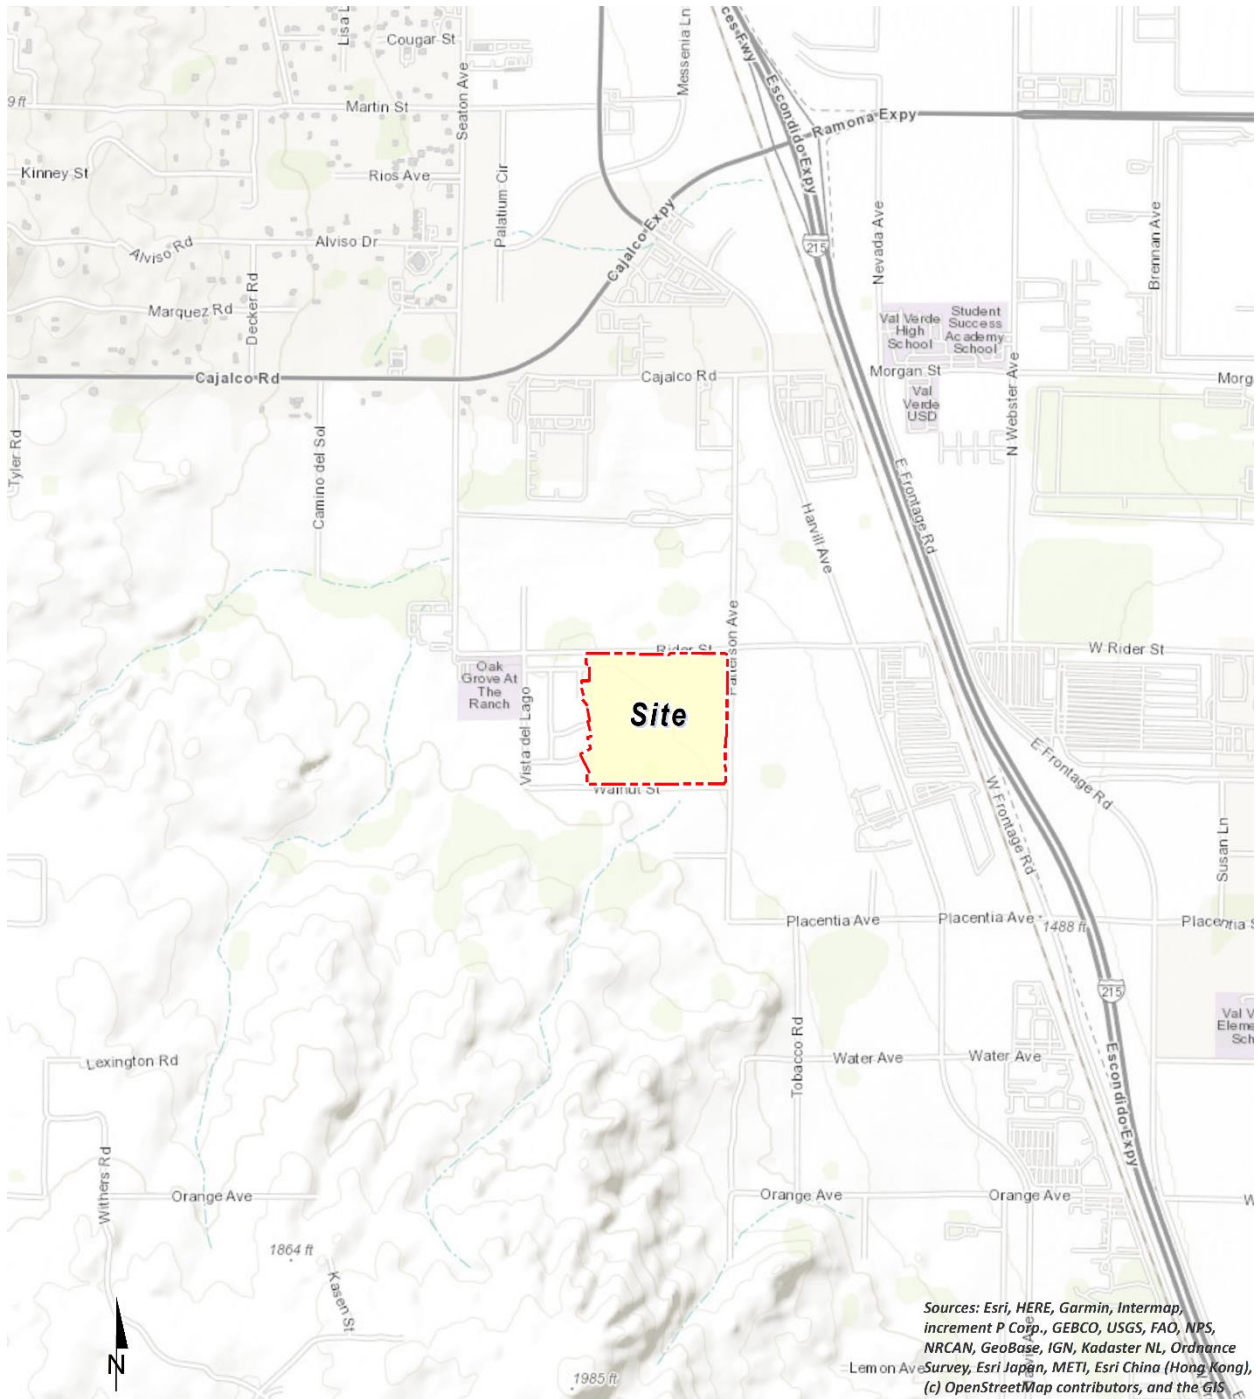 Lisa L
Cougar St
Seaton Ave
Messenia Ln
ces Fwy
Escondido Expy
9 ft
Martin St
Ramona Expy
Kinney St
Rios Ave
Palatium Cir
Cajalco Expy
Nevada Ave
Brennan Ave
Alviso Rd
Alviso Dr
215
Decker Rd
Marquez Rd
Val Verde
High
School
Student
Success
Academy
School
Cajalco Rd
Cajalco Rd
Morgan St
Morg
Val
Verde
USD
N Webster Ave
Tyler Rd
Camino del Sol
E Frontage Rd
Harvill Ave
Patterson Ave
Rider St
W Rider St
Oak
Grove At
The
Ranch
Vista del Lago
Site
Walnut St
E Frontage Rd
W Frontage Rd
Susan Ln
Placentia Ave
Placentia Ave
1488 ft
Placentia S
215
Val V
Eleme
Sch
Lexington Rd
Tobacco Rd
Water Ave
Water Ave
Escondido Expy
Withers Rd
Orange Ave
Orange Ave
Orange Ave
W
1864 ft
Kasen St
N
1985 ft
Lemon Ave
Sources: Esri, HERE, Garmin, Intermap,
increment P Corp., GEBCO, USGS, FAO, NPS,
NRCAN, GeoBase, IGN, Kadaster NL, Ordnance
Survey, Esri Japan, METI, Esri China (Hong Kong),
(c) OpenStreetMap contributors, and the GIS